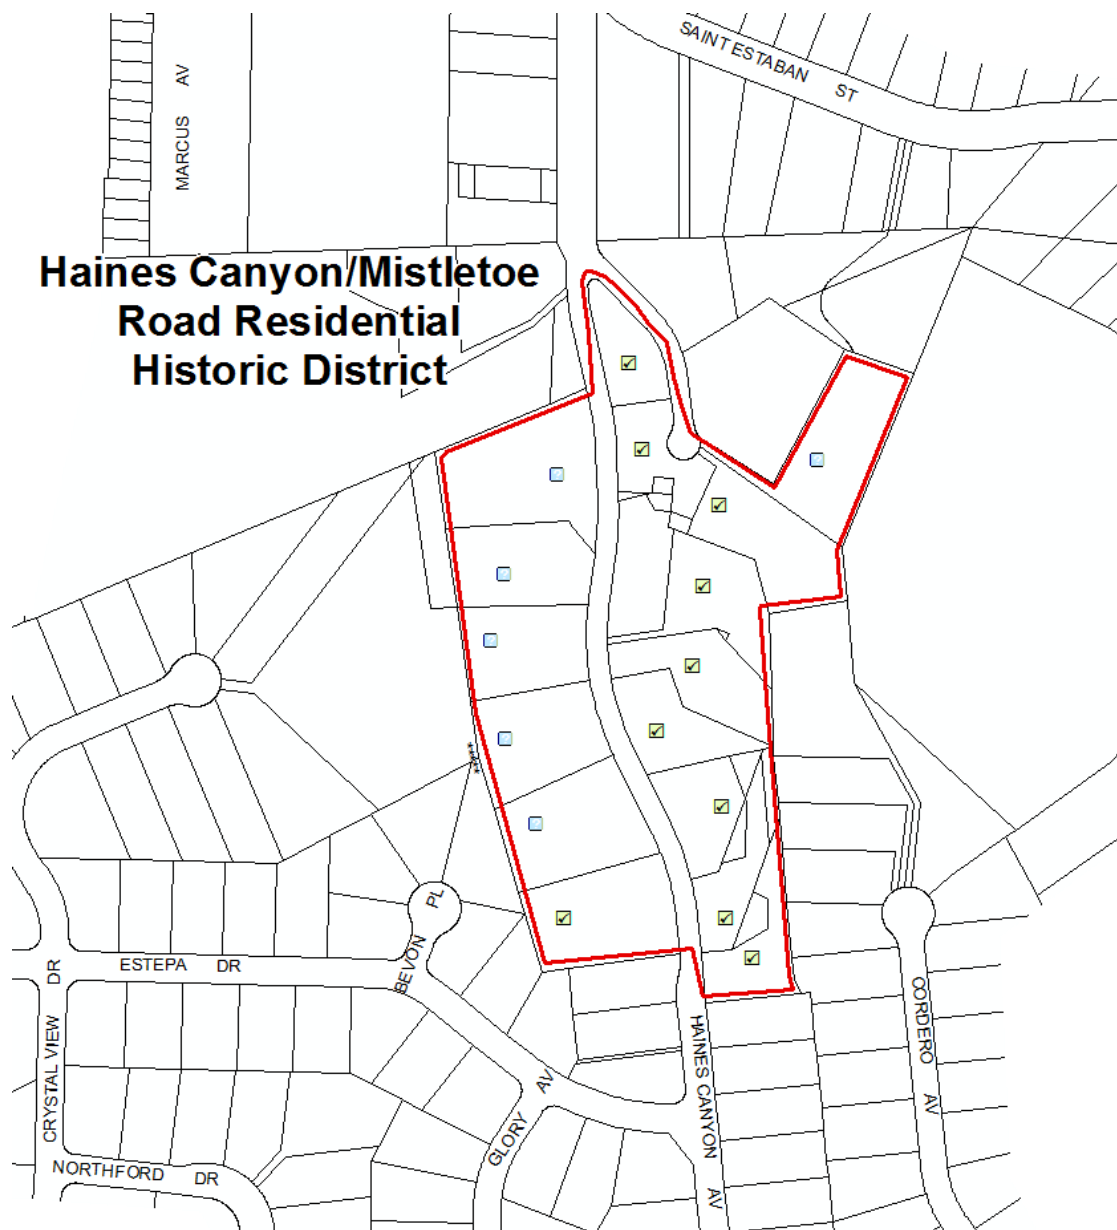 SAINT ESTABAN ST
MARCUS AV
Haines Canyon/Mistletoe
Road Residential
Historic District
*****
BEVON PL
ESTEPA DR
CRYSTAL VIEW DR
CORDERO AV
HAINES CANYON AV
GLORY AV
NORTHFORD DR